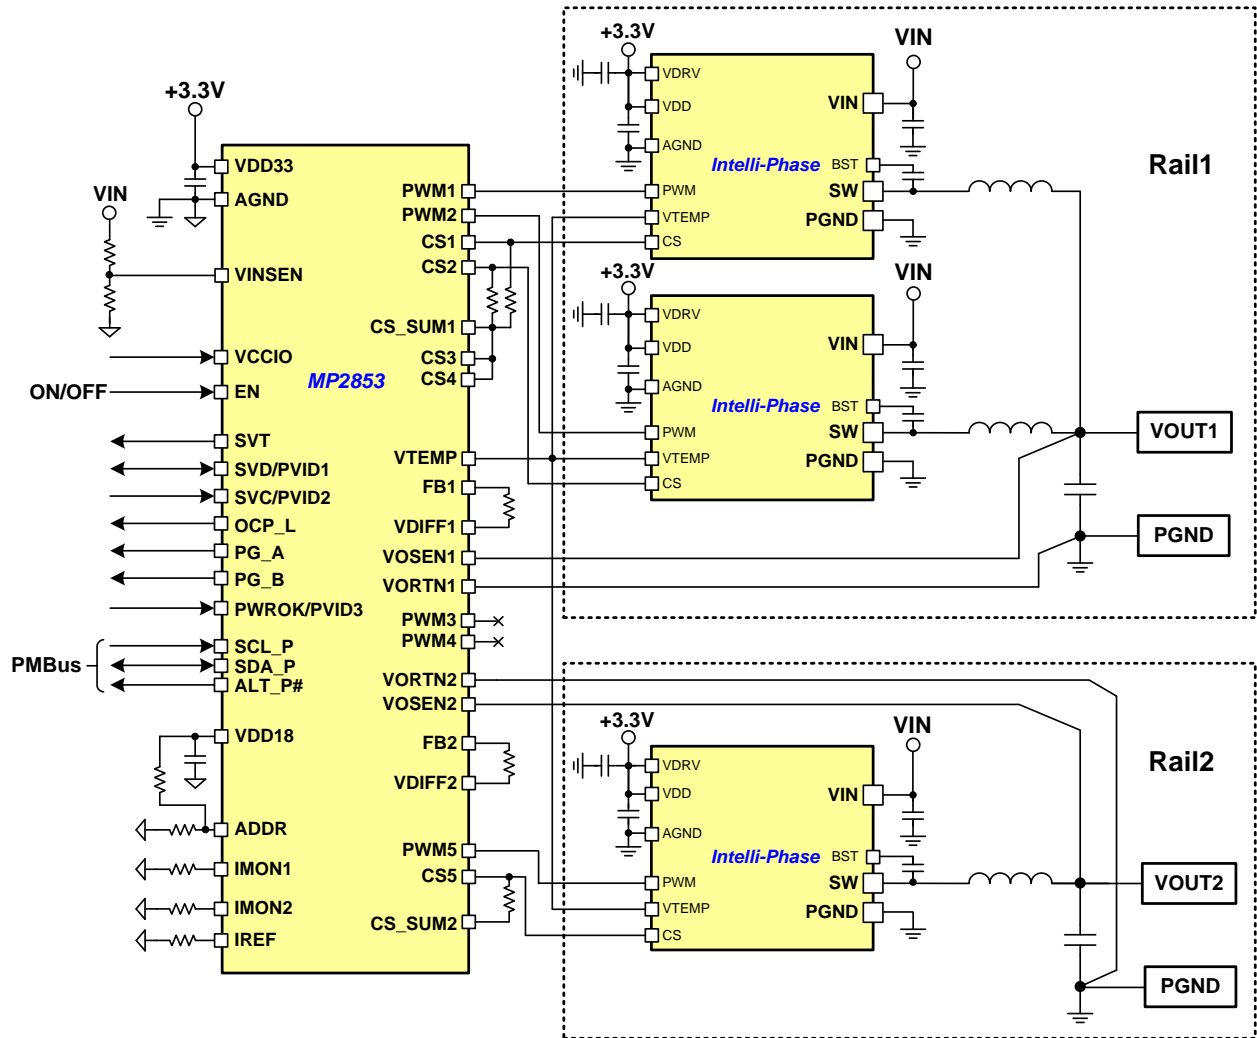 +3.3V
VIN
ON/OFF
PMBus
MP2853
VDD33
AGND
VINSEN
VCCIO
EN
SVT
SVD/PVID1
SVC/PVID2
OCP_L
PG_A
PG_B
PWROK/PVID3
SCL_P
SDA_P
ALT_P#
VDD18
ADDR
IMON1
IMON2
IREF
PWM1
PWM2
CS1
CS2
CS_SUM1
CS3
CS4
VTEMP
FB1
VDIFF1
VOSEN1
VORTN1
PWM3
PWM4
VORTN2
VOSEN2
FB2
VDIFF2
PWM5
CS5
CS_SUM2
Rail1
+3.3V
VIN
VDRV
VDD
AGND
PWM
VTEMP
CS
Intelli-Phase
VIN
BST
SW
PGND
+3.3V
VIN
VDRV
VDD
AGND
PWM
VTEMP
CS
Intelli-Phase
VIN
BST
SW
PGND
VOUT1
PGND
Rail2
+3.3V
VIN
VDRV
VDD
AGND
PWM
VTEMP
CS
Intelli-Phase
VIN
BST
SW
PGND
VOUT2
PGND